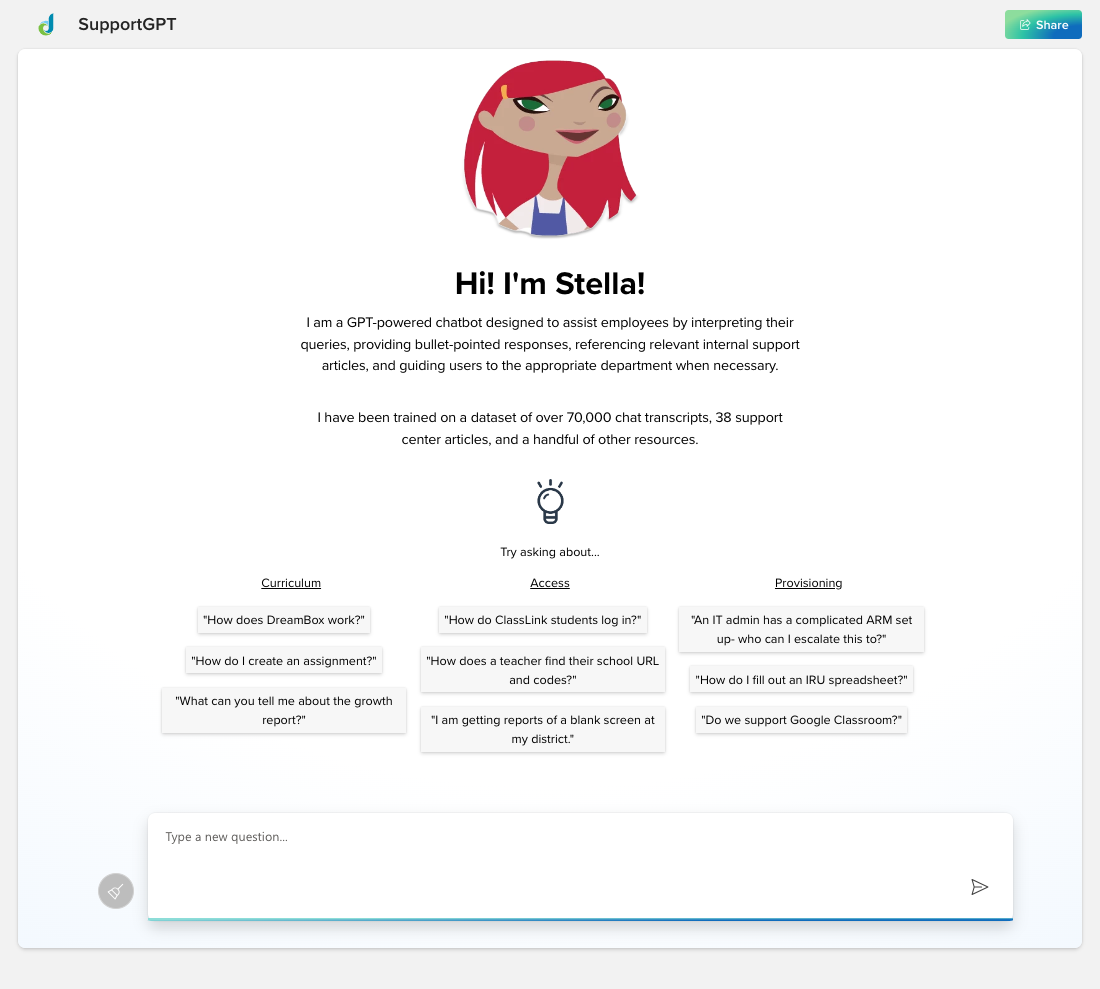 SupportGPT
Share
Hi! I'm Stella!
I am a GPT-powered chatbot designed to assist employees by interpreting their
queries, providing bullet-pointed responses, referencing relevant internal support
articles, and guiding users to the appropriate department when necessary.
I have been trained on a dataset of over 70,000 chat transcripts, 38 support
center articles, and a handful of other resources.
Try asking about...
Curriculum
"How does DreamBox work?"
"How do I create an assignment?"
"What can you tell me about the growth
report?"
Access
"How do ClassLink students log in?"
"How does a teacher find their school URL
and codes?"
"I am getting reports of a blank screen at
my district."
Provisioning
"An IT admin has a complicated ARM set
up- who can I escalate this to?"
"How do I fill out an IRU spreadsheet?"
"Do we support Google Classroom?"
Type a new question...